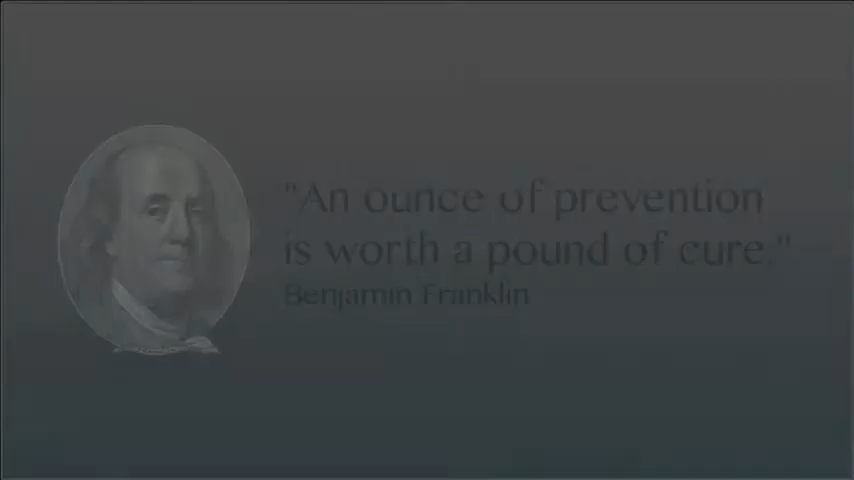 "An ounce of prevention
is worth a pound of cure."
Benjamin Franklin